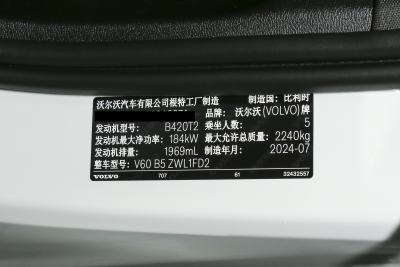 沃尔沃汽车有限公司根特工厂制造 制造国：比利时
品牌：沃尔沃(VOLVO)牌
发动机型号： B420T2 乘坐人数： 5
发动机最大净功率： 184kW 最大允许总质量： 2240kg
发动机排量： 1969mL 制造年月： 2024-07
整车型号： V60 B5 ZWL1FD2
VOLVO 707 61 32432557